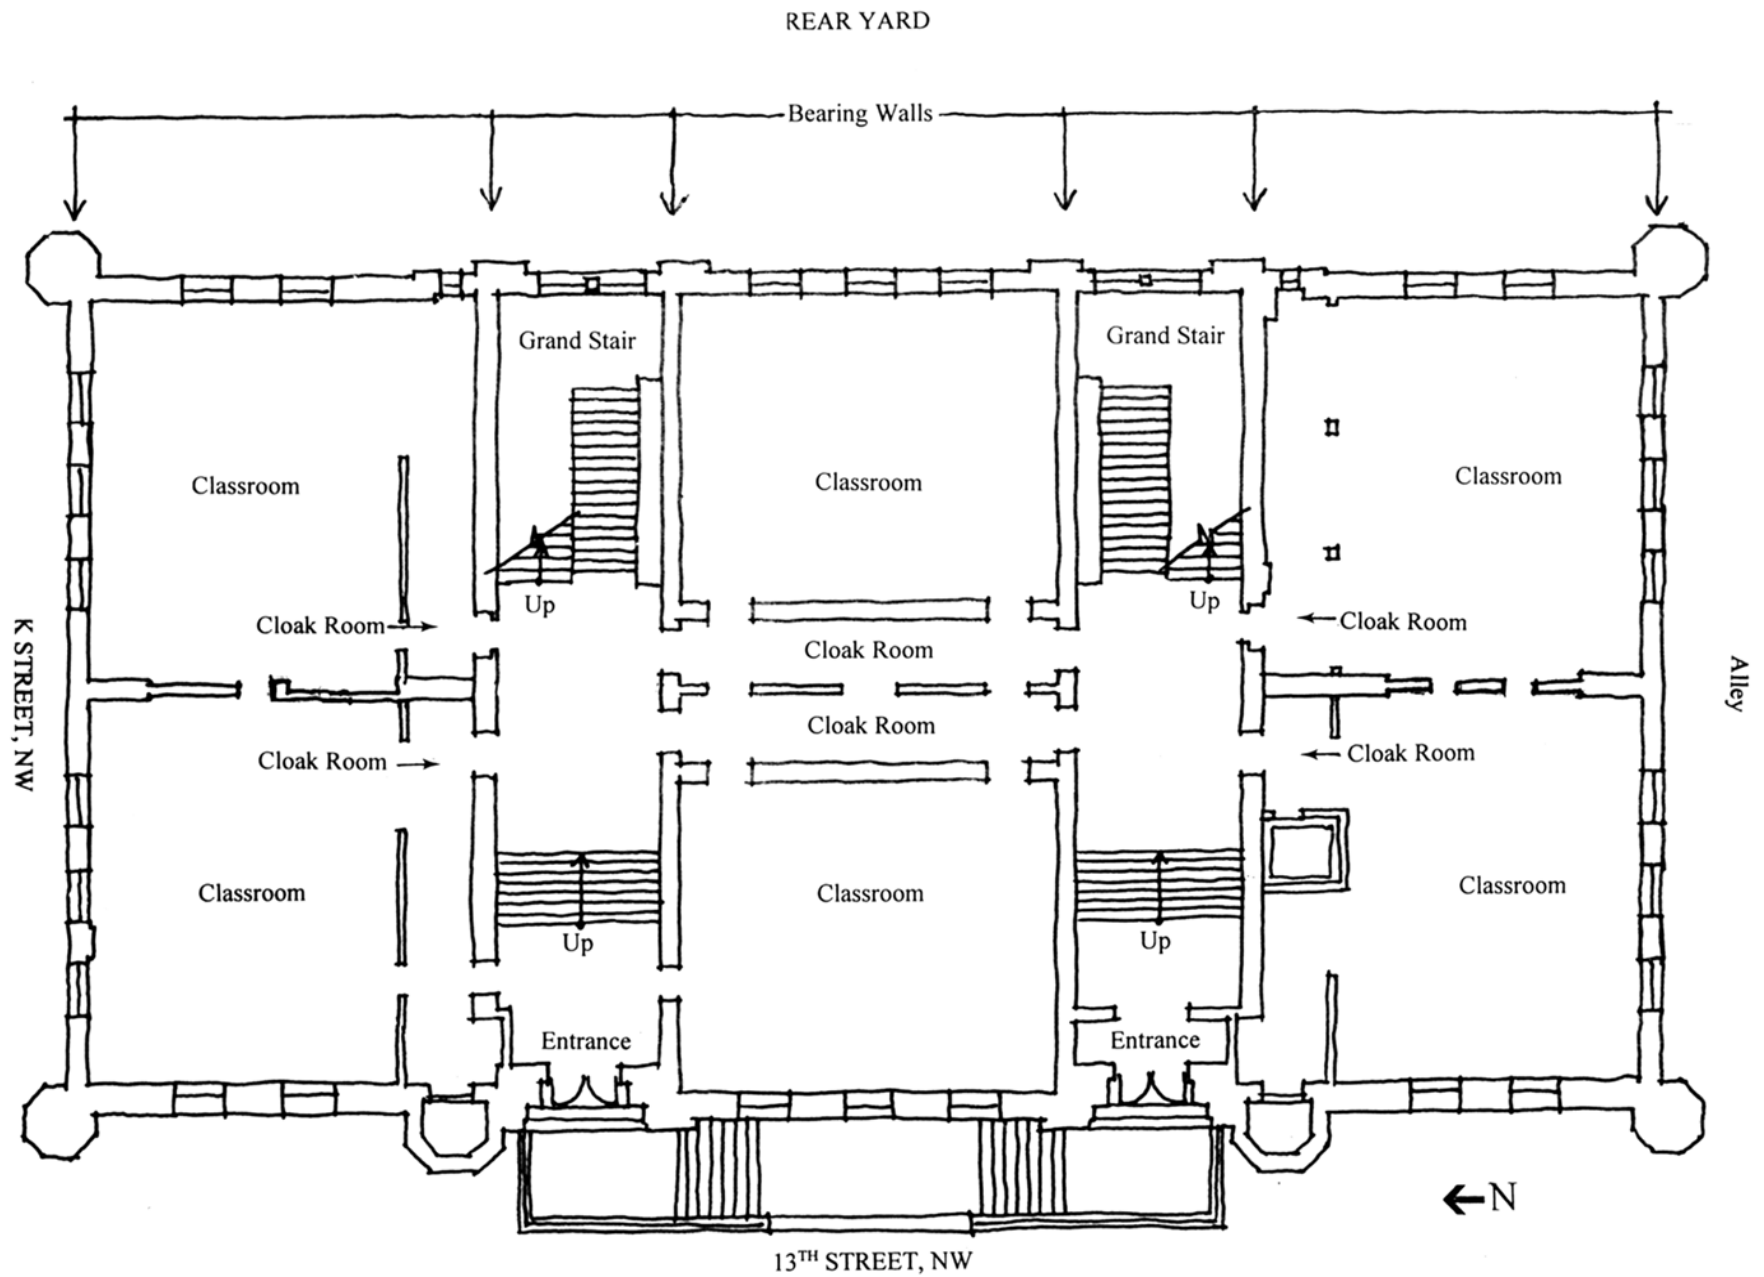 REAR YARD
Bearing Walls
Grand Stair
Grand Stair
Classroom
Classroom
Classroom
Up
Up
Cloak Room
Cloak Room
Cloak Room
K STREET, NW
Alley
Cloak Room
Cloak Room
Cloak Room
Classroom
Classroom
Classroom
Up
Up
Entrance
Entrance
N
13TH STREET, NW